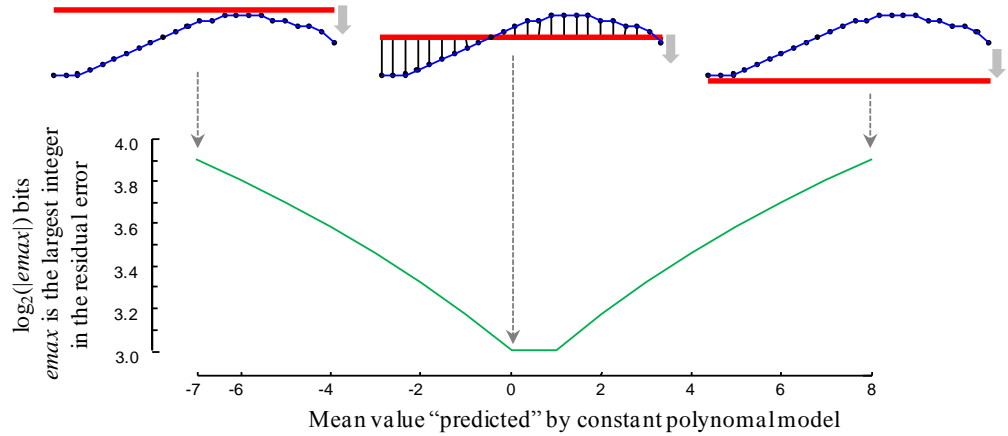 log2(|emax|) bits
emax is the largest integer
in the residual error
4.0
3.8
3.6
3.4
3.2
3.0
-7 -6 -4 -2 0 2 4 6 8
Mean value “predicted” by constant polynomal model